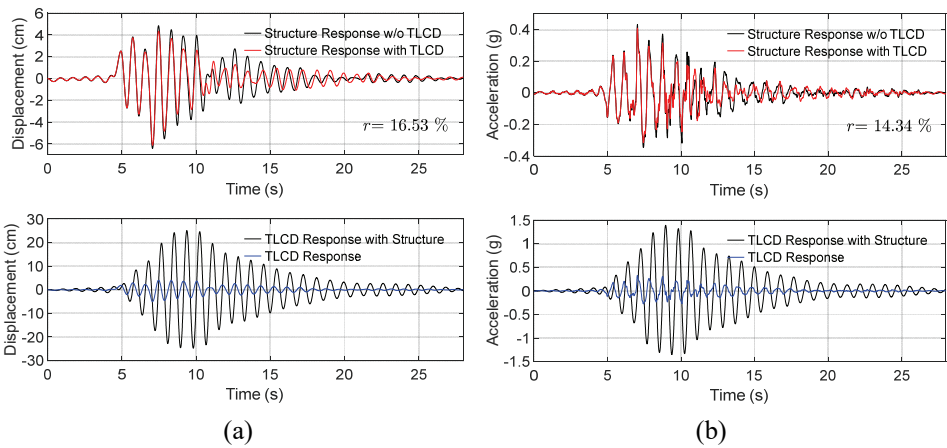 6
4
2
0
-2
-4
-6
Displacement (cm)
Structure Response w/o TLCD
Structure Response with TLCD
r= 16.53 %
0 5 10 15 20 25
Time (s)
0.4
0.2
0
-0.2
-0.4
Acceleration (g)
Structure Response w/o TLCD
Structure Response with TLCD
r= 14.34 %
0 5 10 15 20 25
Time (s)
30
20
10
0
-10
-20
-30
Displacement (cm)
TLCD Response with Structure
TLCD Response
0 5 10 15 20 25
Time (s)
1.5
1
0.5
0
-0.5
-1
-1.5
Acceleration (g)
TLCD Response with Structure
TLCD Response
0 5 10 15 20 25
Time (s)
(a)
(b)